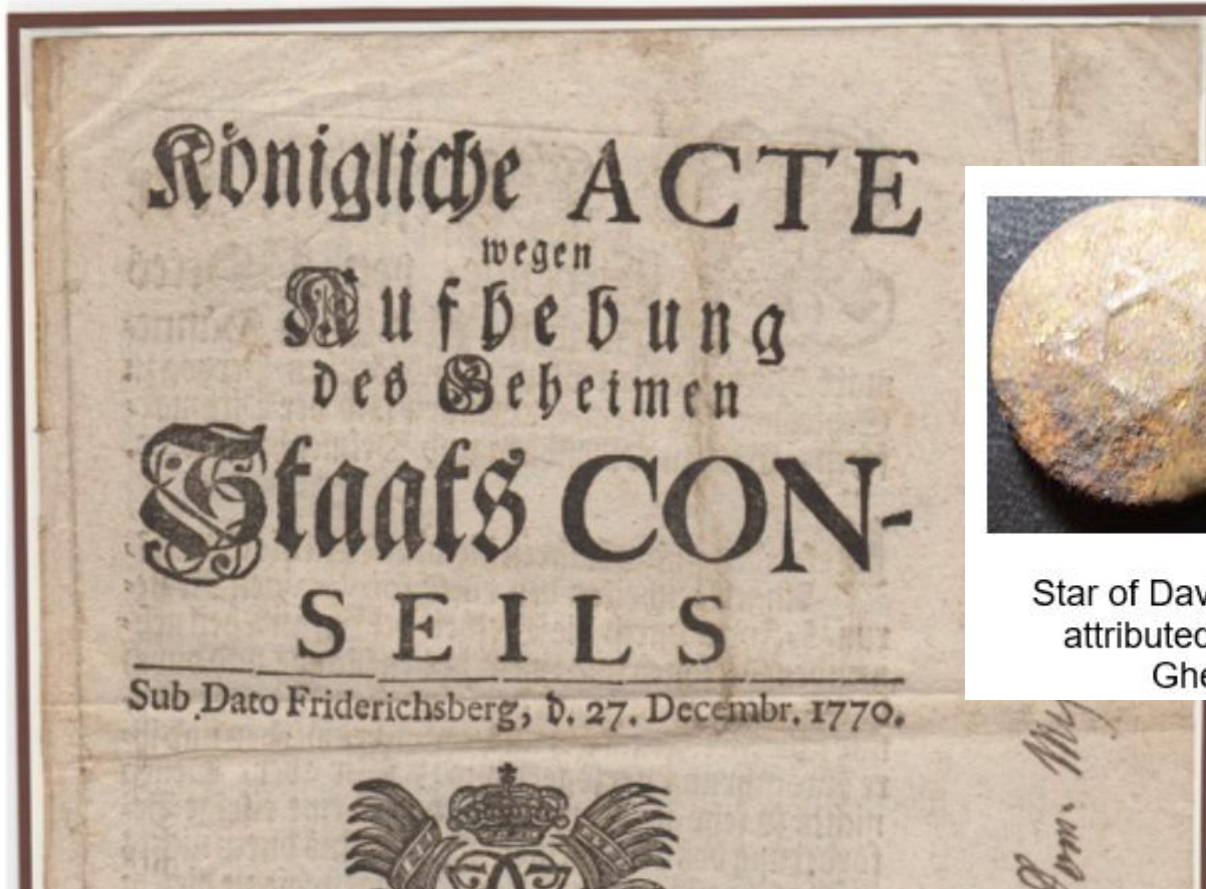 Königliche ACTE
wegen
Aufhebung
des Geheimen
Staats CON-
SEILS
Sub Dato Friderichsberg, d. 27. Decembr. 1770.
Star of Dav
attributed
Ghe